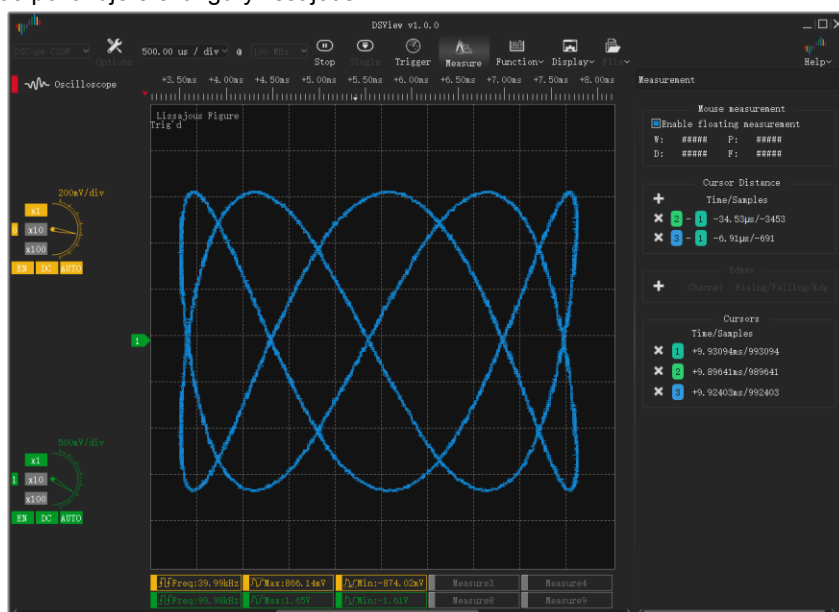 DSView v1.0.0
DSCope C20P
Options
500.00 us / div
@
100 MHz
Stop
Single
Trigger
Measure
Function
Display
File
Help
Oscilloscope
+3.50ms +4.00ms +4.50ms +5.00ms +5.50ms +6.00ms +6.50ms +7.00ms +7.50ms +8.00ms
Lissajous Figure
Trig'd
200mV/div
x1
0 x10
x100
EN DC AUTO
1
500mV/div
x1
1 x10
x100
EN DC AUTO
Freq:39.99kHz Max:866.14mV Min:-874.02mV Measure3 Measure4
Freq:99.98kHz Max:1.65V Min:-1.61V Measure8 Measure9
Measurement
Mouse measurement
Enable floating measurement
W: ##### P: #####
D: ##### F: #####
Cursor Distance
Time/Samples
2 - 1 -34.53µs/-3453
3 - 1 -6.91µs/-691
Edges
Channel Rising/Falling/Edg
Cursors
Time/Samples
1 +9.93094ms/993094
2 +9.89641ms/989641
3 +9.92403ms/992403